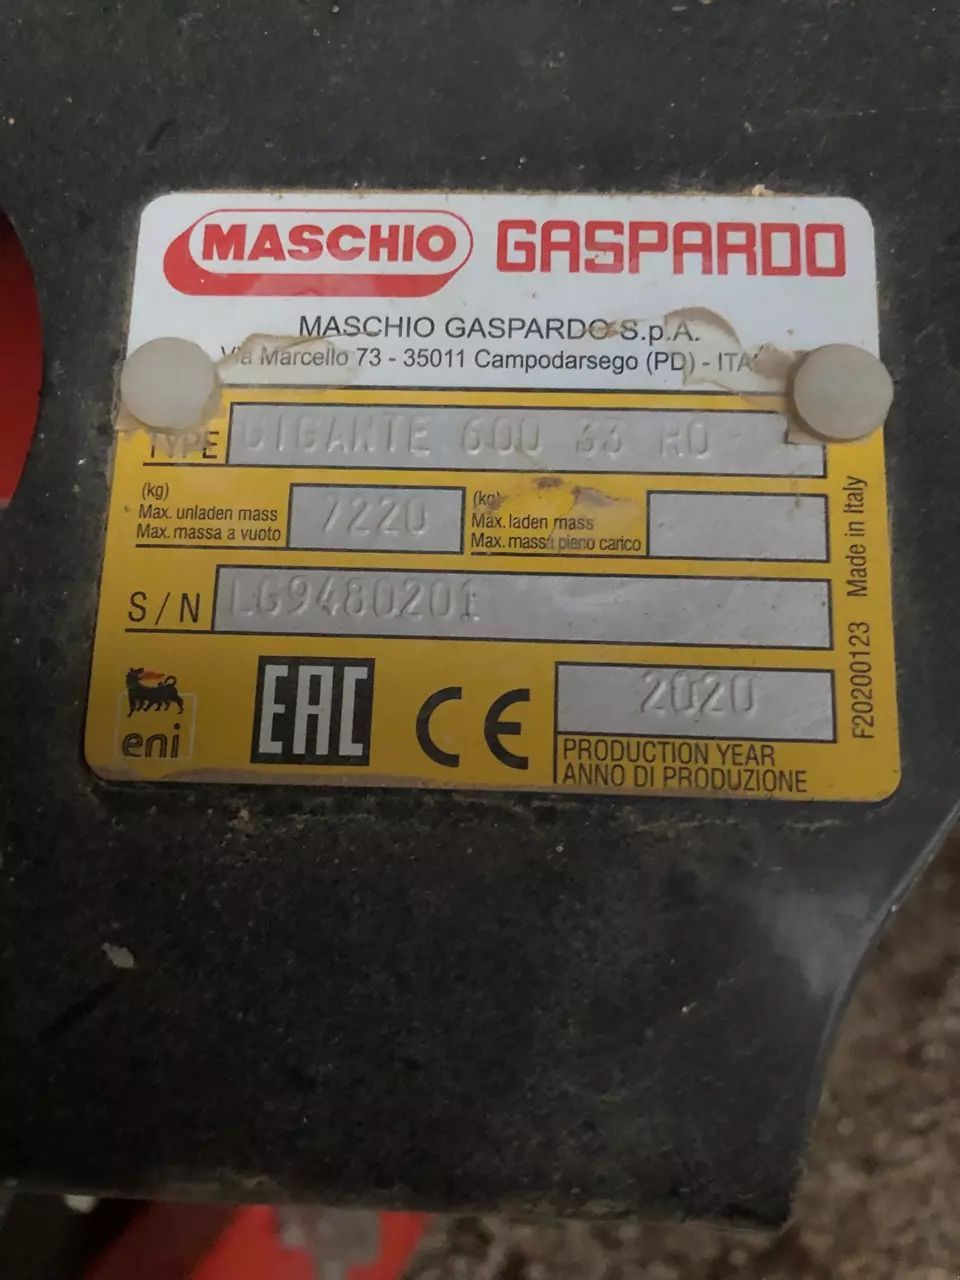 MASCHIO GASPARDO
MASCHIO GASPARDO S.p.A.
Via Marcello 73 - 35011 Campodarsego (PD) - ITA
TYPE GIGANTE 600 33 RO
(kg)
Max. unladen mass
Max. massa a vuoto
7220
(kg)
Max. laden mass
Max. massa pieno carico
S/N LG9480201
eni
EAC
CE
2020
PRODUCTION YEAR
ANNO DI PRODUZIONE
F20200123 Made in Italy